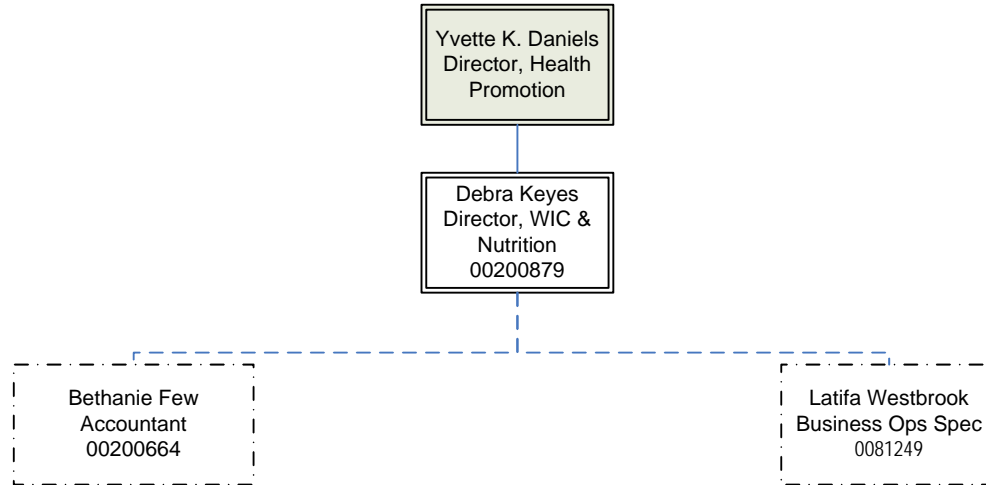 Yvette K. Daniels
Director, Health
Promotion
Debra Keyes
Director, WIC &
Nutrition
00200879
Bethanie Few
Accountant
00200664
Latifa Westbrook
Business Ops Spec
0081249